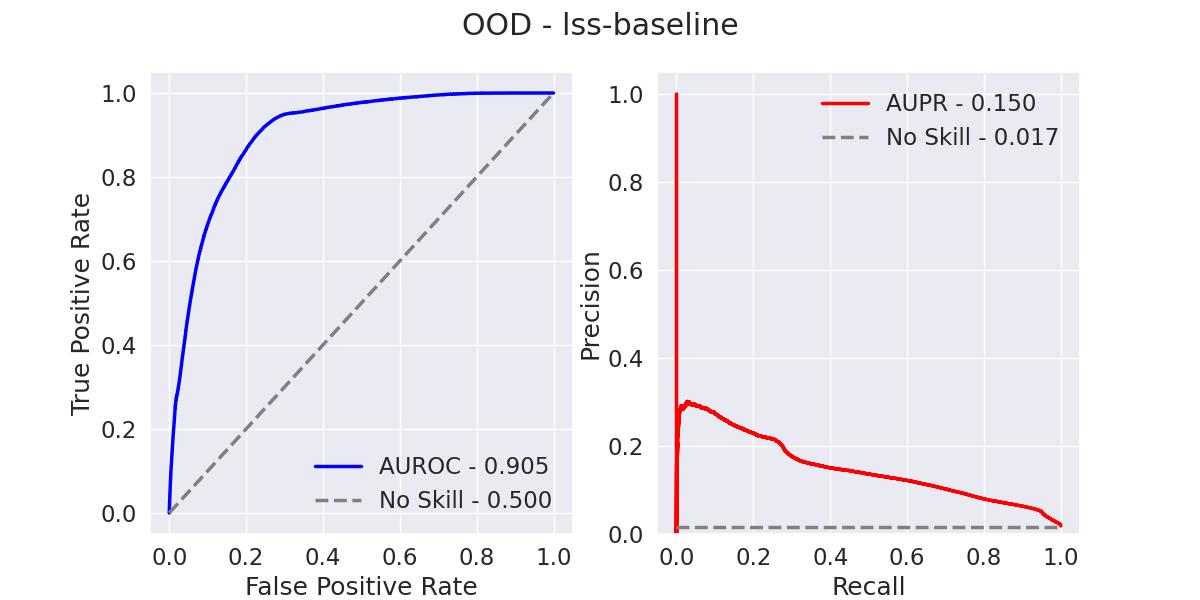 OOD - lss-baseline
True Positive Rate
1.0
0.8
0.6
0.4
0.2
0.0
AUROC - 0.905
No Skill - 0.500
0.0 0.2 0.4 0.6 0.8 1.0
False Positive Rate
Precision
1.0
0.8
0.6
0.4
0.2
0.0
AUPR - 0.150
No Skill - 0.017
0.0 0.2 0.4 0.6 0.8 1.0
Recall